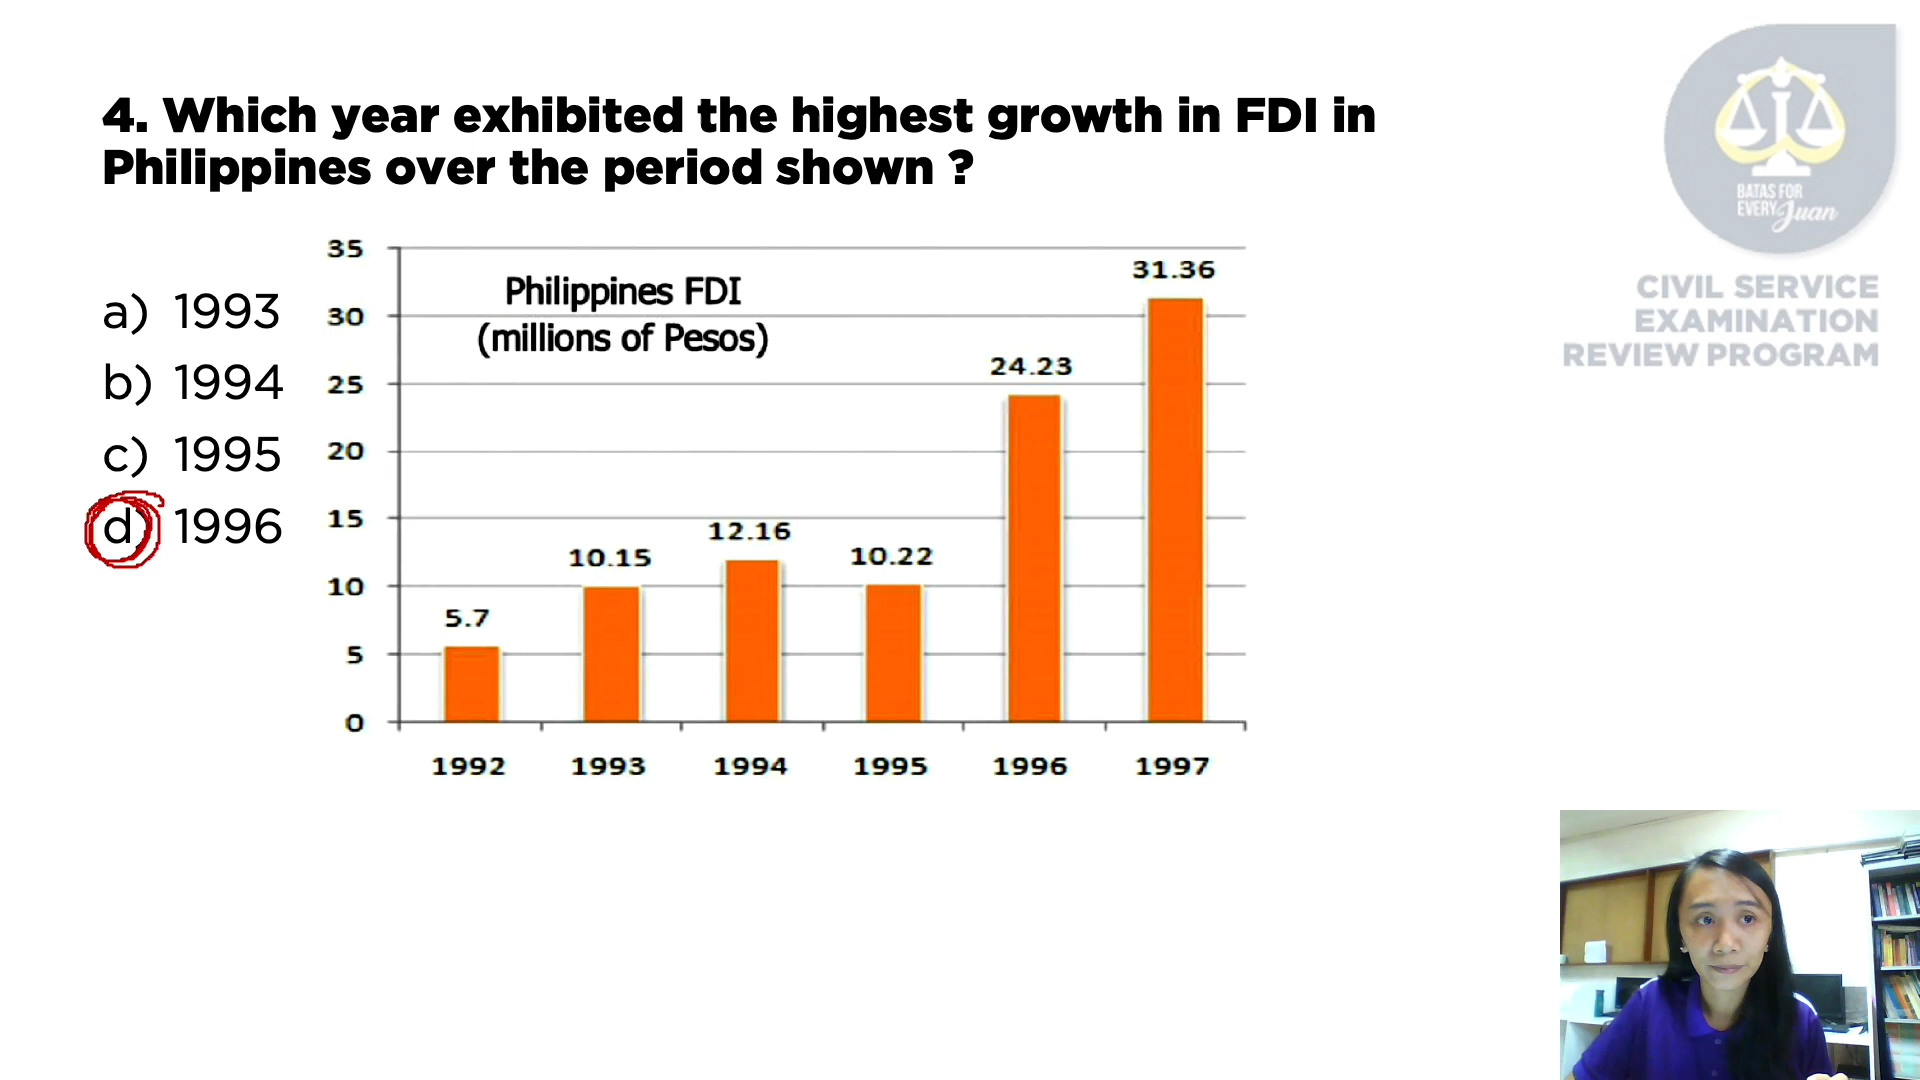 4. Which year exhibited the highest growth in FDI in
Philippines over the period shown ?
BATAS FOR
EVERY Juan
CIVIL SERVICE
EXAMINATION
REVIEW PROGRAM
a) 1993
b) 1994
c) 1995
d) 1996
Philippines FDI
(millions of Pesos)
35
30
25
20
15
10
5
0
5.7
10.15
12.16
10.22
24.23
31.36
1992 1993 1994 1995 1996 1997